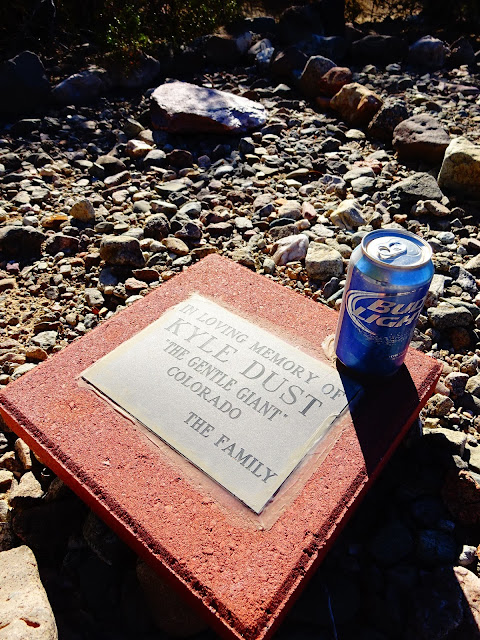 IN LOVING MEMORY OF
KYLE DUST
THE GENTLE GIANT"
COLORADO
THE FAMILY
BUD
LIGHT